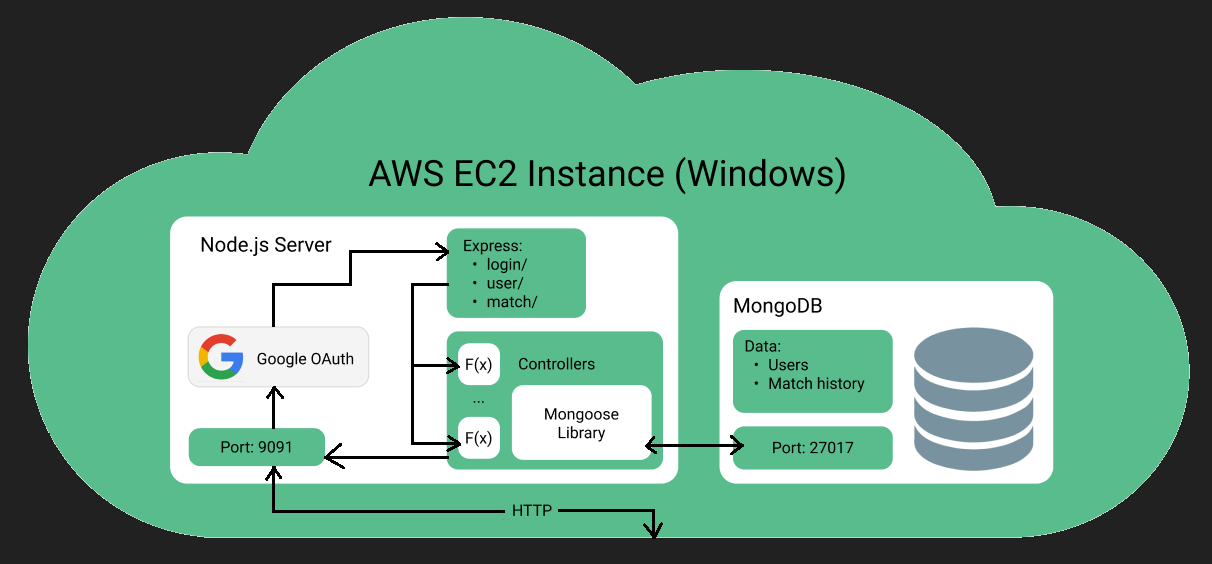 AWS EC2 Instance (Windows)
Node.js Server
Express:
• login/
• user/
• match/
Google OAuth
Port: 9091
F(x)
Controllers
...
F(x)
Mongoose
Library
MongoDB
Data:
• Users
• Match history
Port: 27017
HTTP